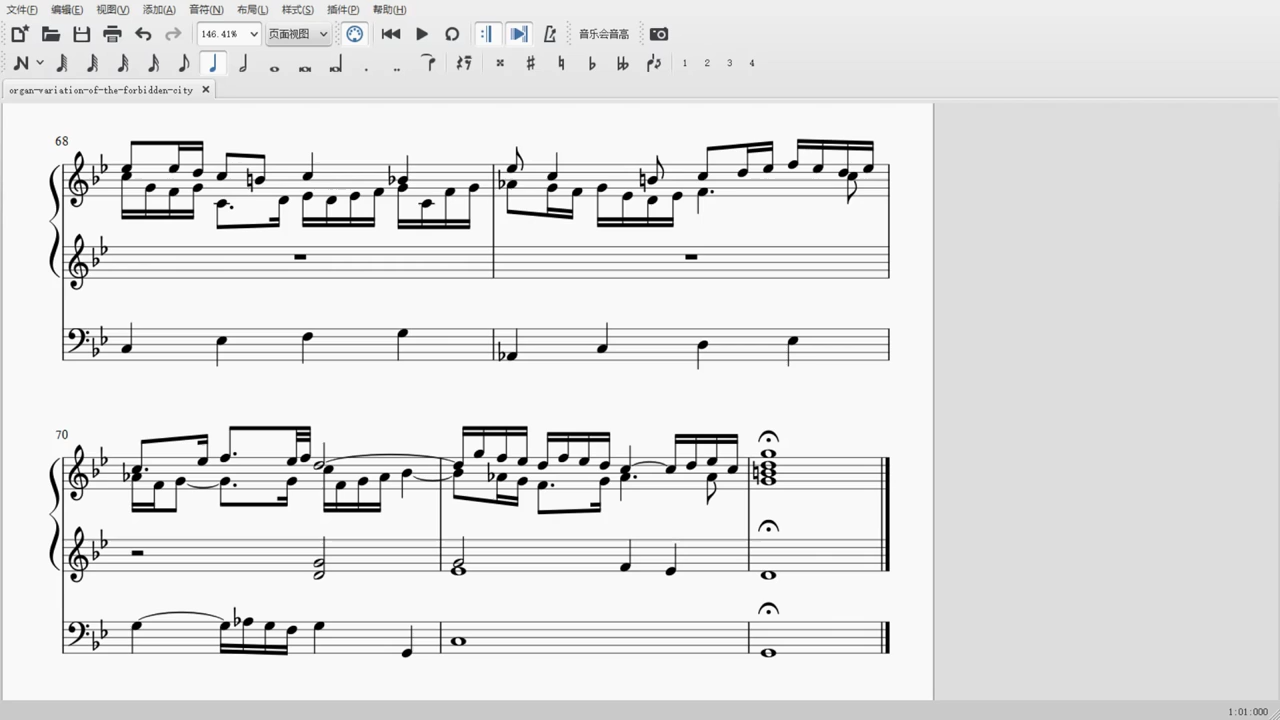 文件(F) 编辑(E) 视图(V) 添加(A) 音符(N) 布局(L) 样式(S) 插件(P) 帮助(H)
146.41% 页面视图 音乐会音高
1 2 3 4
organ-variation-of-the-forbidden-city
68
70
1:01:000